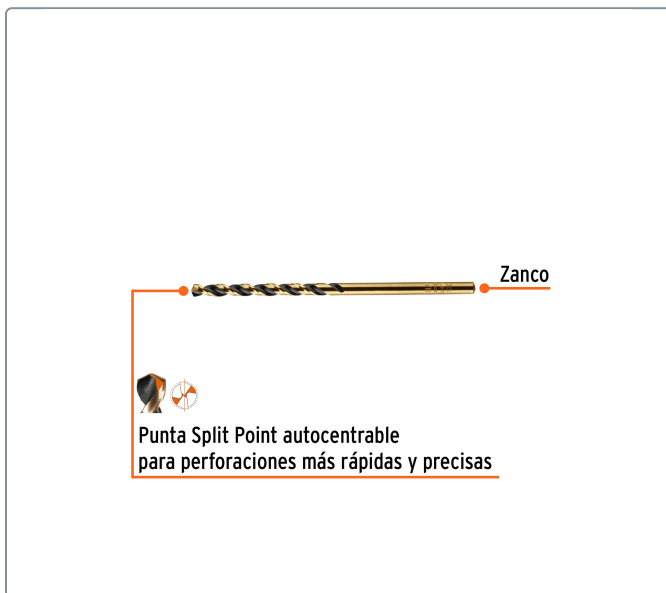 Zanco
Punta Split Point autocentrable
para perforaciones más rápidas y precisas